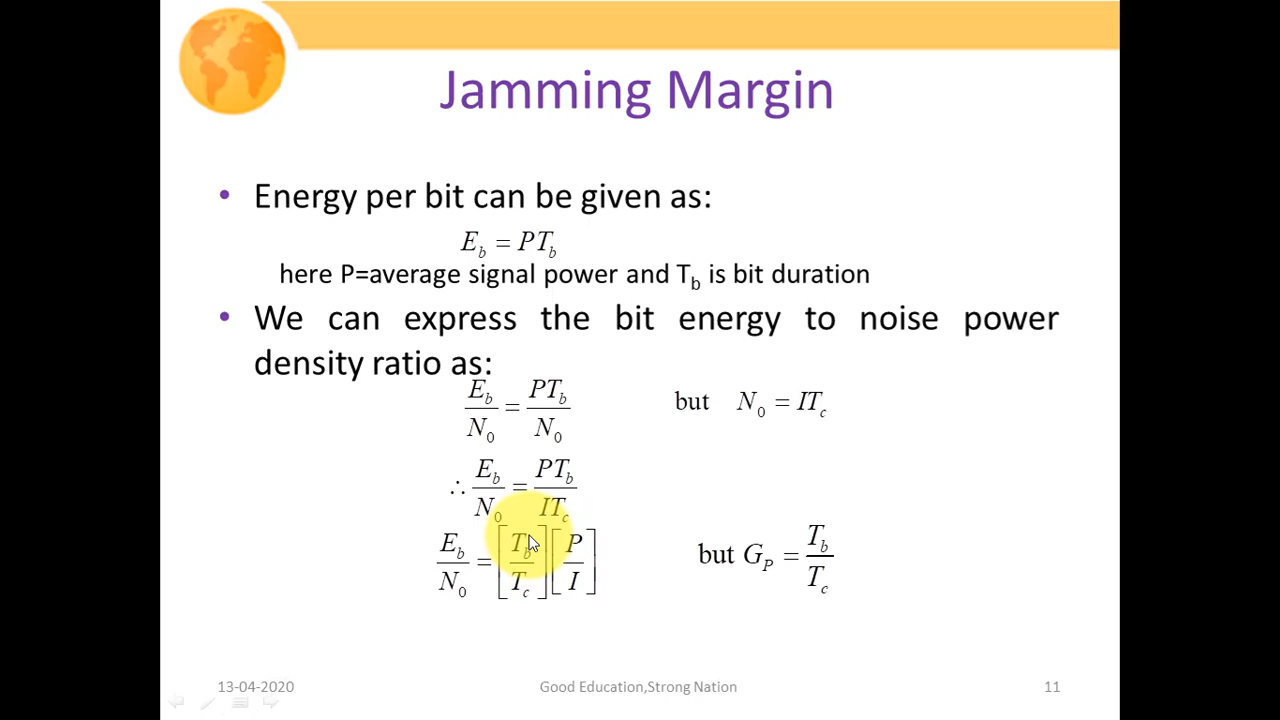 Jamming Margin
• Energy per bit can be given as:
E_b = PT_b
here P=average signal power and T_b is bit duration
• We can express the bit energy to noise power
density ratio as:
E_b/N_0 = PT_b/N_0 but N_0 = IT_c
∴ E_b/N_0 = PT_b/IT_c
E_b/N_0 = [T_b/T_c][P/I] but G_P = T_b/T_c
13-04-2020 Good Education,Strong Nation 11